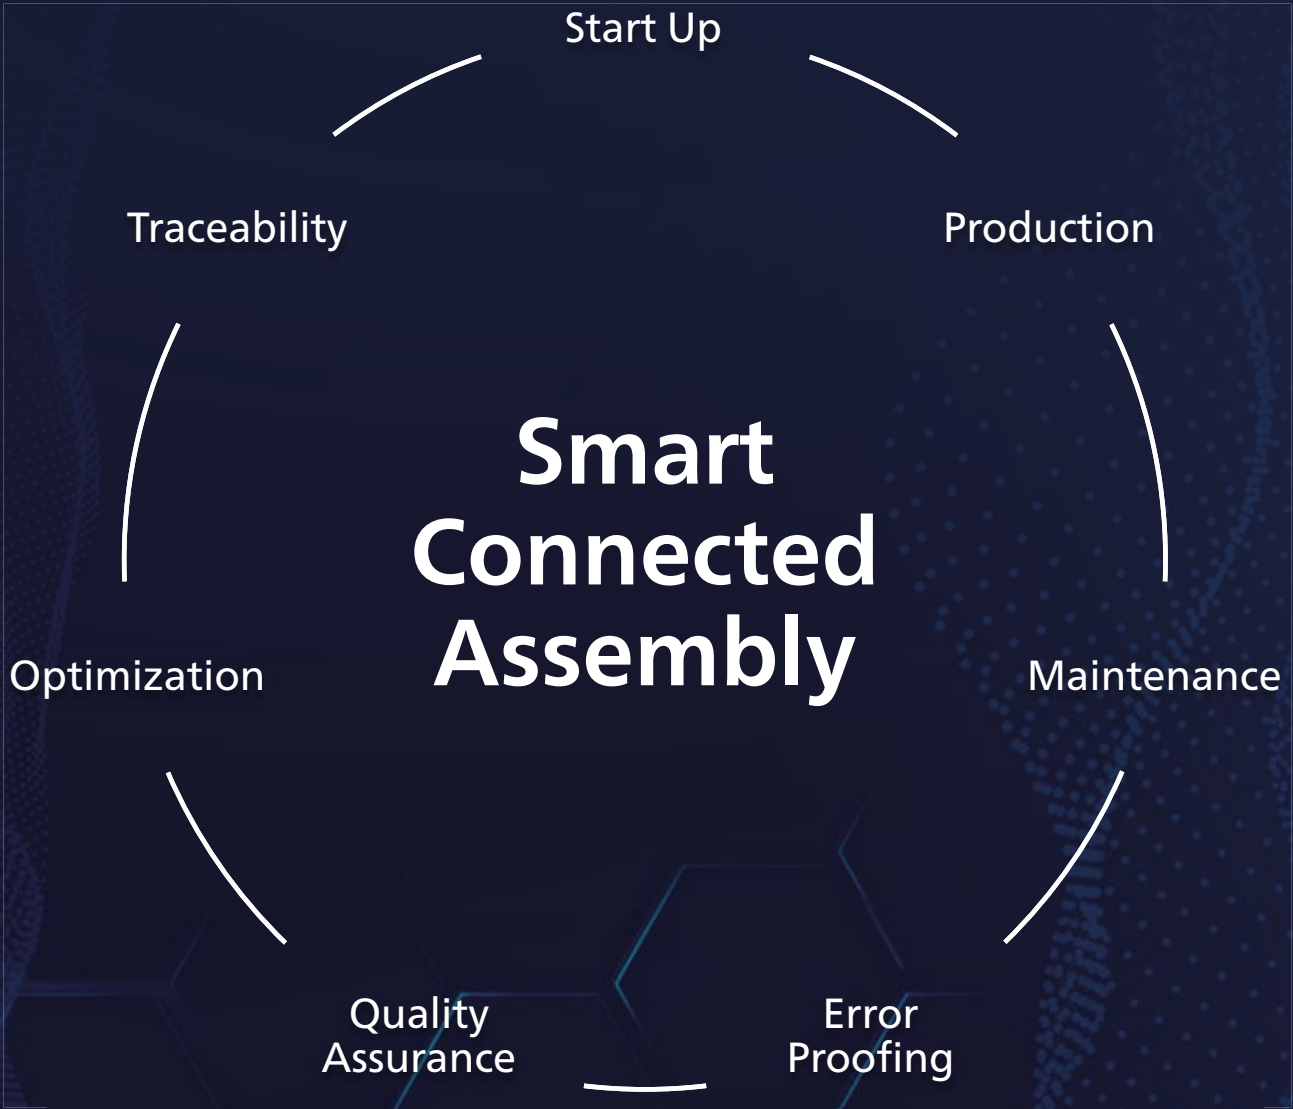 Start Up
Traceability
Production
Smart
Connected
Assembly
Optimization
Maintenance
Quality
Assurance
Error
Proofing